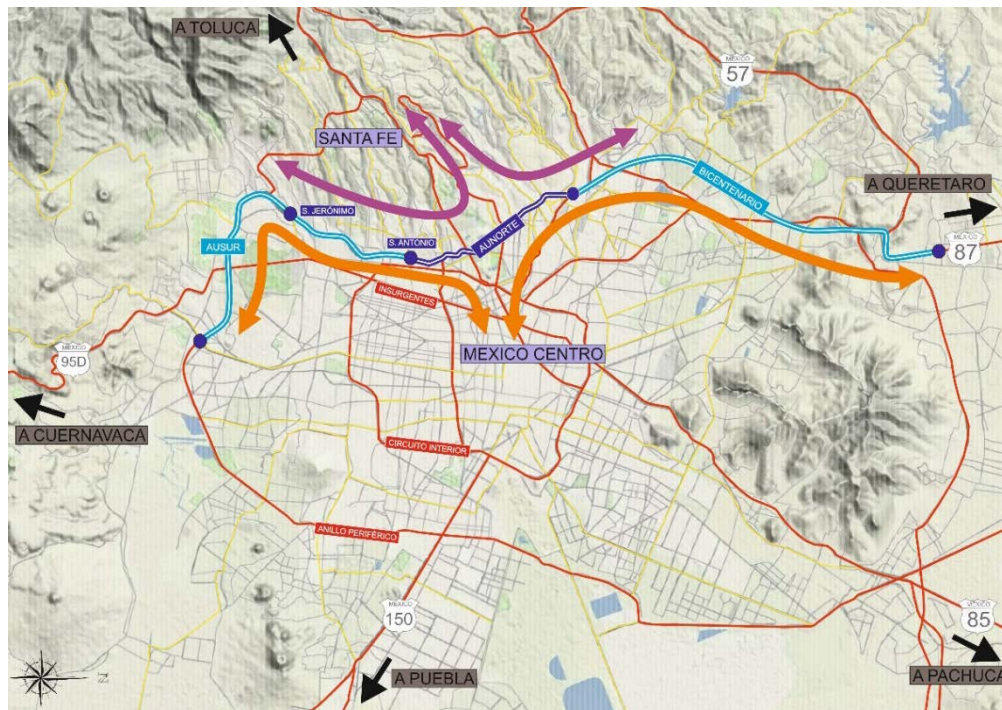 A TOLUCA
MEXICO
57
SANTA FE
BICENTENARIO
A QUERETARO
S. JERÓNIMO
AUNORTE
AUSUR
S. ANTONIO
MEXICO
87
INSURGENTES
MEXICO CENTRO
MEXICO
95D
A CUERNAVACA
CIRCUITO INTERIOR
ANILLO PERIFÉRICO
MEXICO
150
MEXICO
85
A PUEBLA
A PACHUCA